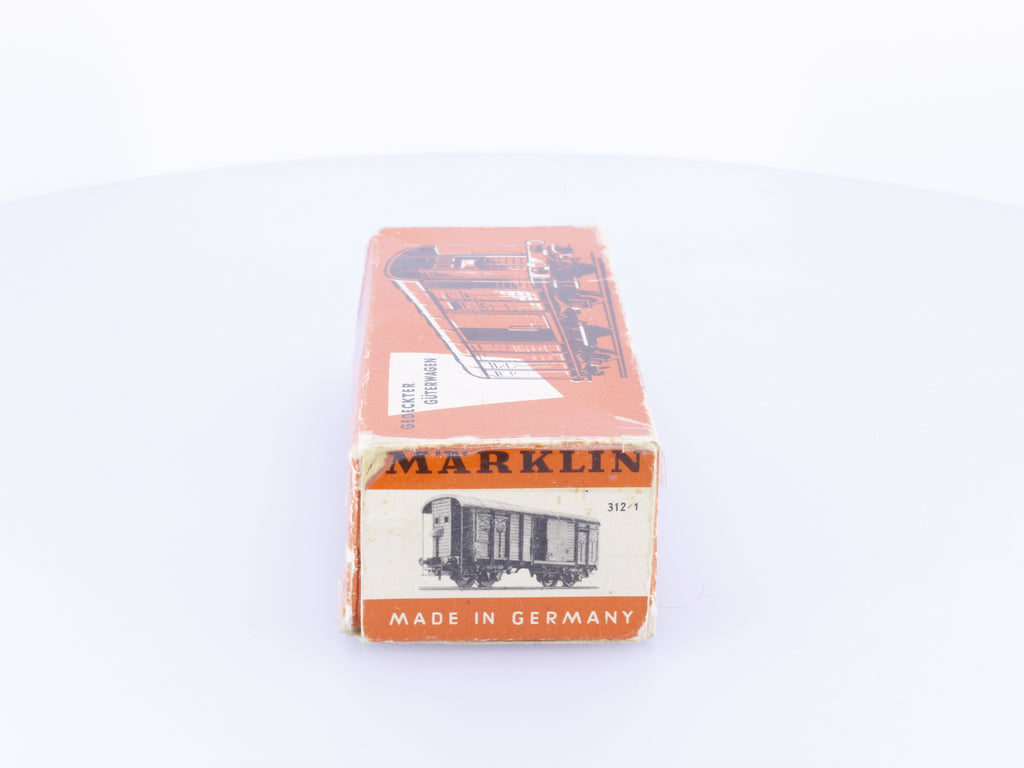 GEDECKTER
GÜTERWAGEN
MÄRKLIN
312/1
MADE IN GERMANY